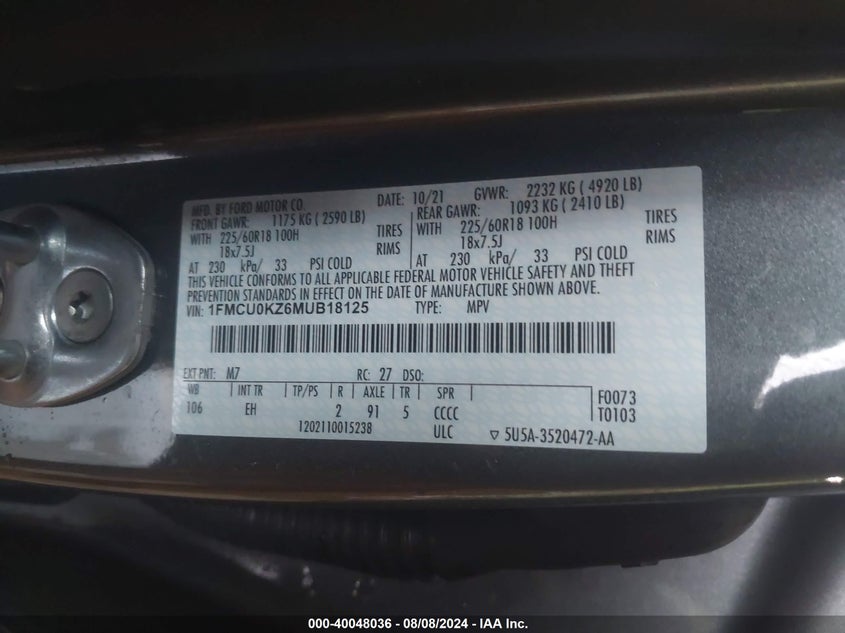 MFD. BY FORD MOTOR CO. DATE: 10/21 GVWR: 2232 KG ( 4920 LB)
FRONT GAWR: 1175 KG ( 2590 LB) REAR GAWR: 1093 KG ( 2410 LB)
WITH 225/60R18 100H TIRES WITH 225/60R18 100H TIRES
18x7.5J RIMS 18x7.5J RIMS
AT 230 kPa/ 33 PSI COLD AT 230 kPa/ 33 PSI COLD
THIS VEHICLE CONFORMS TO ALL APPLICABLE FEDERAL MOTOR VEHICLE SAFETY AND THEFT
PREVENTION STANDARDS IN EFFECT ON THE DATE OF MANUFACTURE SHOWN ABOVE.
VIN: 1FMCU0KZ6MUB18125 TYPE: MPV
EXT PNT: M7 RC: 27 DSO:
WB INT TR TP/PS R AXLE TR SPR F0073
106 EH 2 91 5 CCCC T0103
1202110015238 ULC ▽ 5U5A-3520472-AA
000-40048036 - 08/08/2024 - IAA Inc.